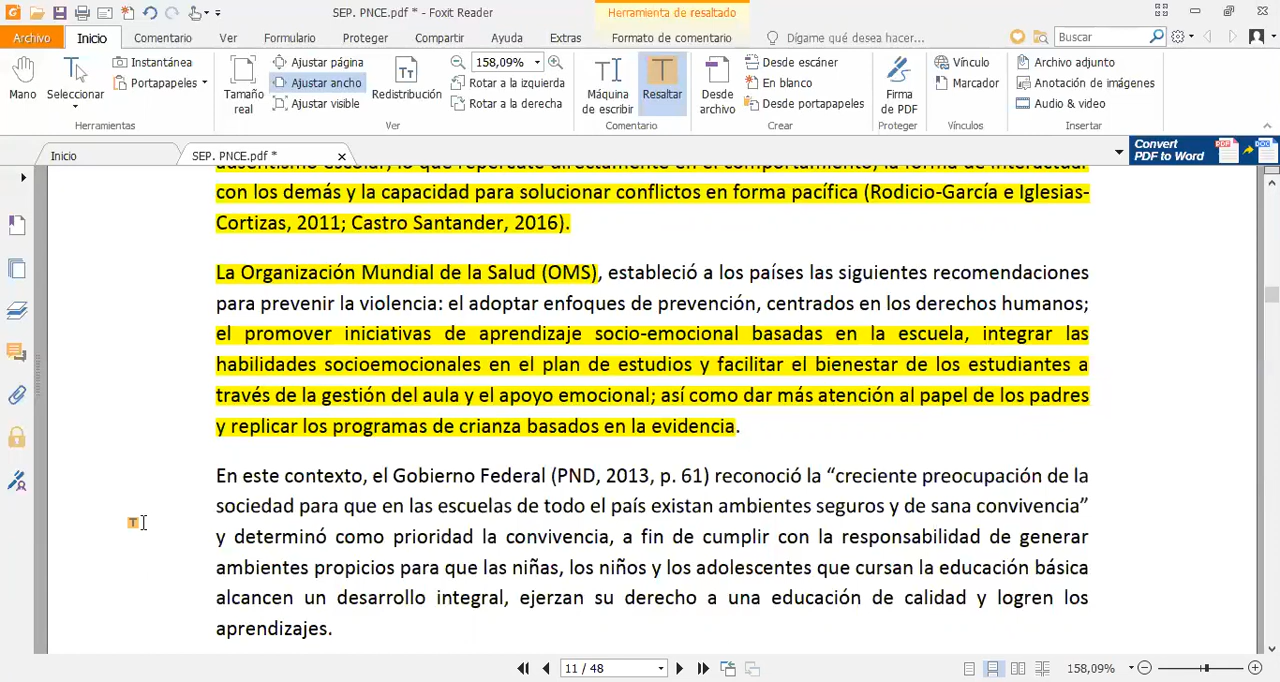 SEP. PNCE.pdf * - Foxit Reader
Herramienta de resaltado
Archivo
Inicio
Comentario
Ver
Formulario
Proteger
Compartir
Ayuda
Extras
Formato de comentario
Dígame qué desea hacer...
Buscar
Mano
Seleccionar
Instantánea
Portapapeles
Herramientas
Tamaño real
Ajustar página
Ajustar ancho
Ajustar visible
Redistribución
158,09%
Rotar a la izquierda
Rotar a la derecha
Ver
Máquina de escribir
Resaltar
Comentario
Desde archivo
Desde escáner
En blanco
Desde portapapeles
Crear
Firma de PDF
Proteger
Vínculo
Marcador
Vínculos
Archivo adjunto
Anotación de imágenes
Audio & video
Insertar
Inicio
SEP. PNCE.pdf *
Convert
PDF to Word
ausentismo escolar, lo que repercute directamente en el comportamiento, la forma de interactuar
con los demás y la capacidad para solucionar conflictos en forma pacífica (Rodicio-García e Iglesias-
Cortizas, 2011; Castro Santander, 2016).
La Organización Mundial de la Salud (OMS), estableció a los países las siguientes recomendaciones
para prevenir la violencia: el adoptar enfoques de prevención, centrados en los derechos humanos;
el promover iniciativas de aprendizaje socio-emocional basadas en la escuela, integrar las
habilidades socioemocionales en el plan de estudios y facilitar el bienestar de los estudiantes a
través de la gestión del aula y el apoyo emocional; así como dar más atención al papel de los padres
y replicar los programas de crianza basados en la evidencia.
En este contexto, el Gobierno Federal (PND, 2013, p. 61) reconoció la “creciente preocupación de la
sociedad para que en las escuelas de todo el país existan ambientes seguros y de sana convivencia”
y determinó como prioridad la convivencia, a fin de cumplir con la responsabilidad de generar
ambientes propicios para que las niñas, los niños y los adolescentes que cursan la educación básica
alcancen un desarrollo integral, ejerzan su derecho a una educación de calidad y logren los
aprendizajes.
11 / 48
158,09%